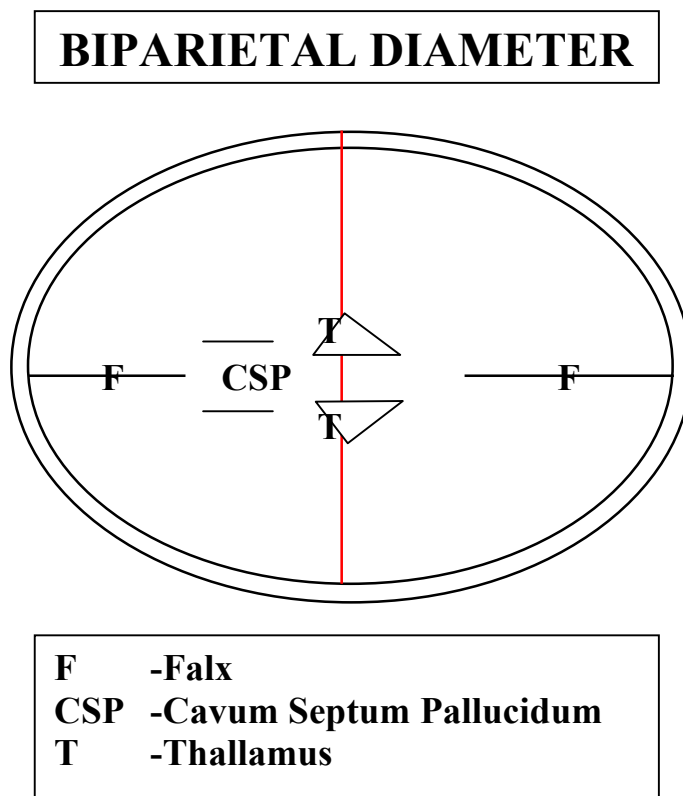 BIPARIETAL DIAMETER
T
F CSP F
T
F -Falx
CSP -Cavum Septum Pallucidum
T -Thallamus